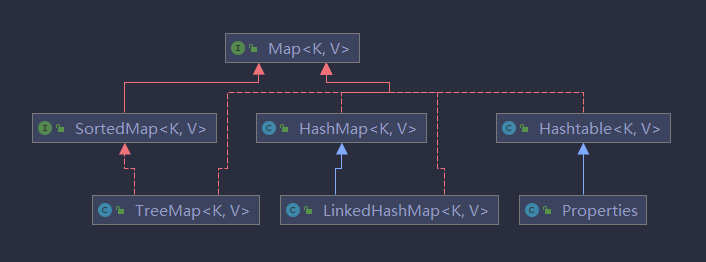 I Map<K, V>
I SortedMap<K, V>
C HashMap<K, V>
C Hashtable<K, V>
C TreeMap<K, V>
C LinkedHashMap<K, V>
C Properties